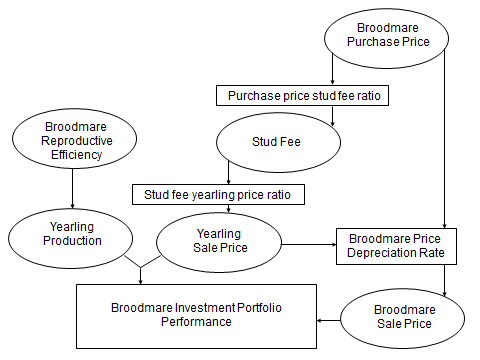 Broodmare
Purchase Price
Purchase price stud fee ratio
Broodmare
Reproductive
Efficiency
Stud Fee
Stud fee yearling price ratio
Yearling
Production
Yearling
Sale Price
Broodmare Price
Depreciation Rate
Broodmare Investment Portfolio
Performance
Broodmare
Sale Price